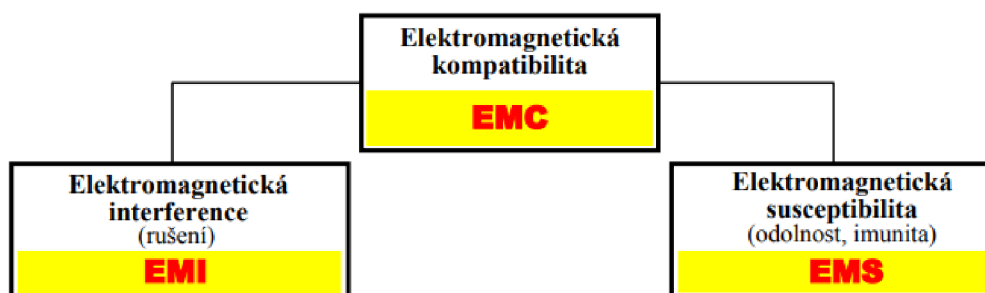 Elektromagnetická
kompatibilita
EMC
Elektromagnetická
interference
(rušení)
EMI
Elektromagnetická
susceptibilita
(odolnost, imunita)
EMS